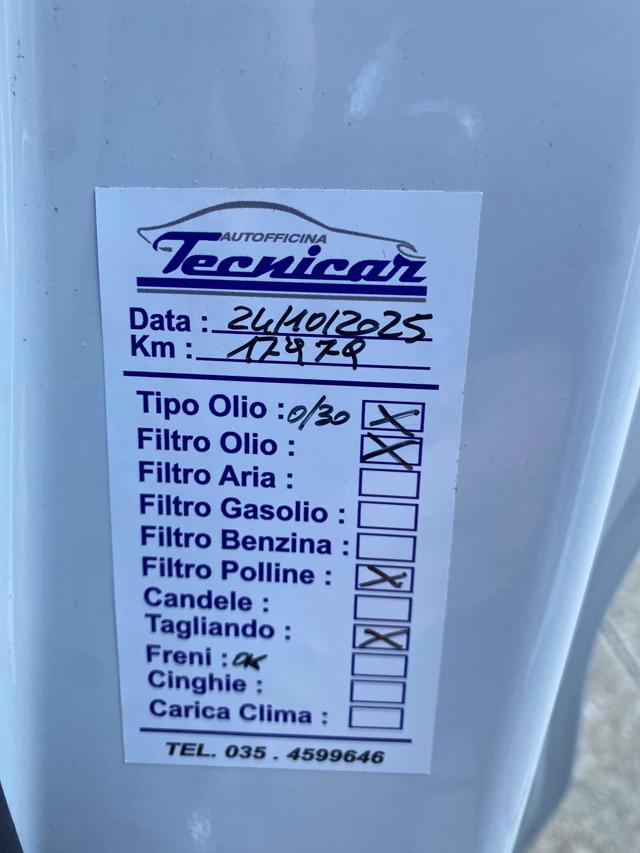 AUTOFFICINA
Tecnicar
Data : 24/10/2025
Km : 17979
Tipo Olio : 0/30 X
Filtro Olio : X
Filtro Aria :
Filtro Gasolio :
Filtro Benzina :
Filtro Polline : X
Candele :
Tagliando : X
Freni : ok
Cinghie :
Carica Clima :
TEL. 035 . 4599646